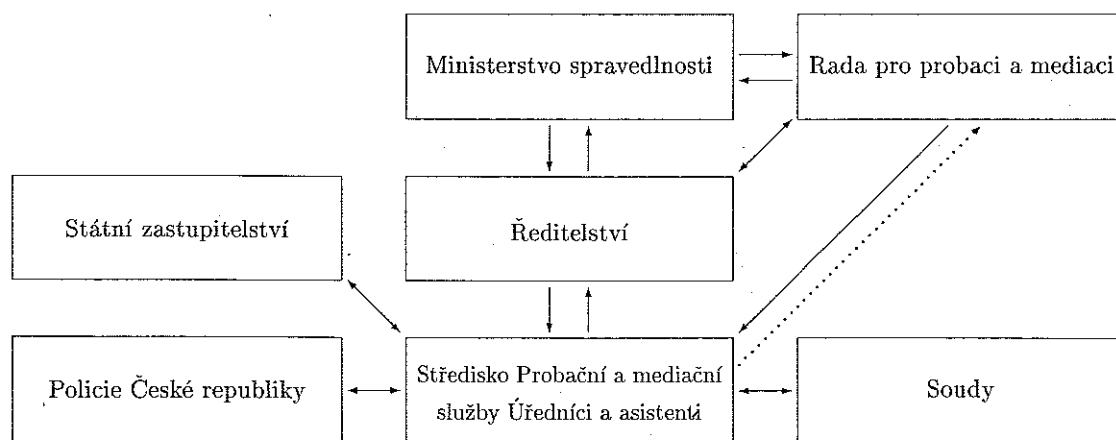 Ministerstvo spravedlnosti
Rada pro probaci a mediaci
Státní zastupitelství
Ředitelství
Policie České republiky
Středisko Probační a mediační
služby Úředníci a asistenti
Soudy